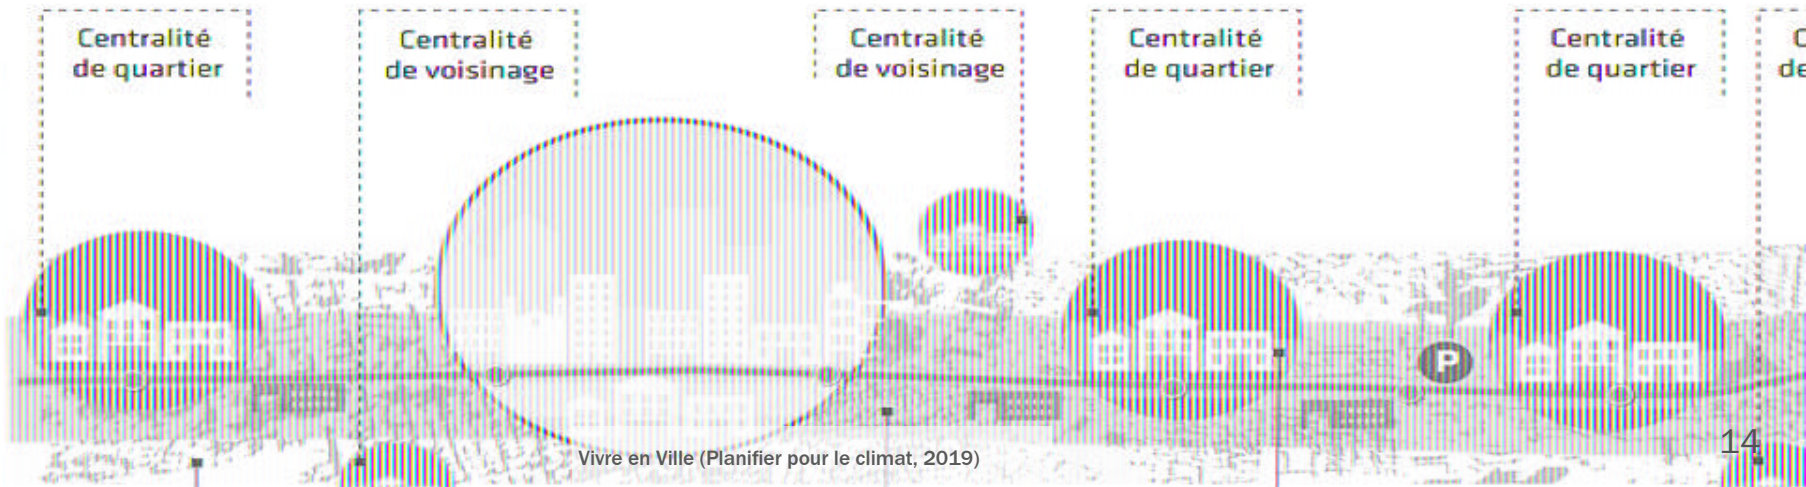 Centralité
de quartier
Centralité
de voisinage
Centralité
de voisinage
Centralité
de quartier
Centralité
de quartier
P
Vivre en Ville (Planifier pour le climat, 2019)
14